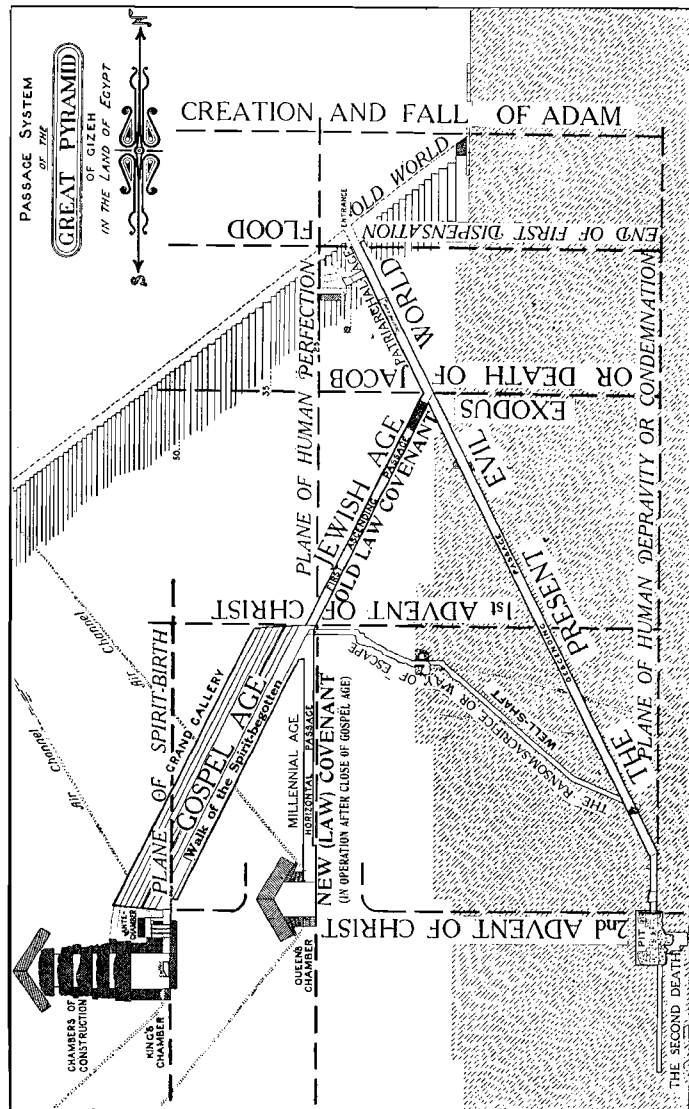 PASSAGE SYSTEM
OF THE
GREAT PYRAMID
OF GIZEH
IN THE LAND OF EGYPT
N
S
CREATION AND FALL OF ADAM
OLD WORLD
ENTRANCE
FLOOD
END OF FIRST DISPENSATION
PATRIARCHAL AGE
19.
35
50.
PLANE OF HUMAN PERFECTION
OR DEATH OF JACOB
EXODUS
JEWISH AGE
FIRST ASCENDING PASSAGE
OLD LAW COVENANT
1st ADVENT OF CHRIST
THE PRESENT EVIL WORLD
DESCENDING PASSAGE
PLANE OF HUMAN DEPRAVITY OR CONDEMNATION
Air Channel
Air Channel
PLANE OF SPIRIT-BIRTH
GRAND GALLERY
GOSPEL AGE
(Walk of the Spirit-begotten
MILLENNIAL AGE
HORIZONTAL PASSAGE
NEW (LAW) COVENANT
(IN OPERATION AFTER CLOSE OF GOSPEL AGE)
WELL-SHAFT
THE RANSOM SACRIFICE OR WAY OF ESCAPE
2nd ADVENT OF CHRIST
ANTE-
CHAMBER
CHAMBERS OF
CONSTRUCTION
KING'S
CHAMBER
QUEEN'S
CHAMBER
PIT
THE SECOND DEATH